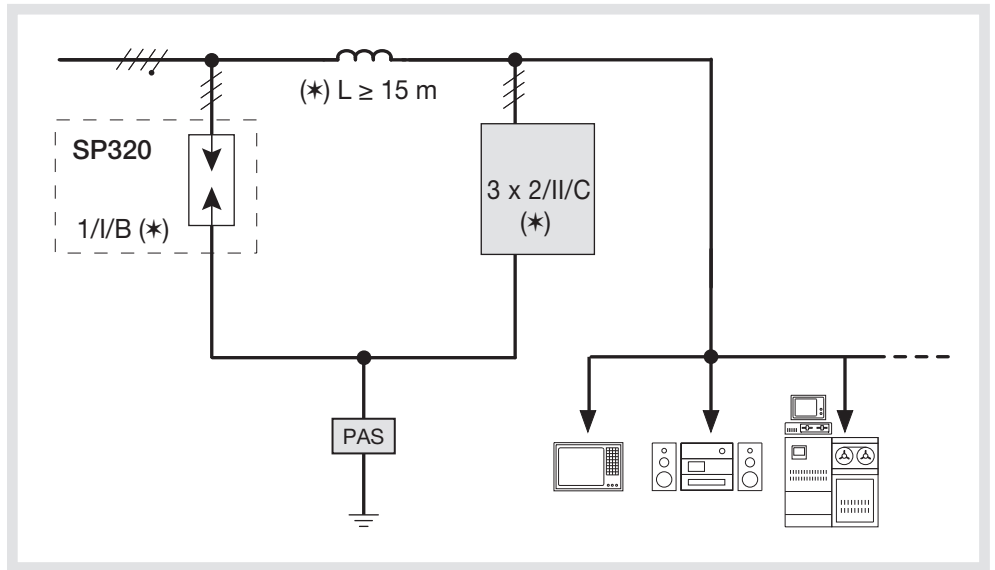 (✶) L ≥ 15 m
SP320
1/I/B (✶)
3 x 2/II/C
(✶)
PAS